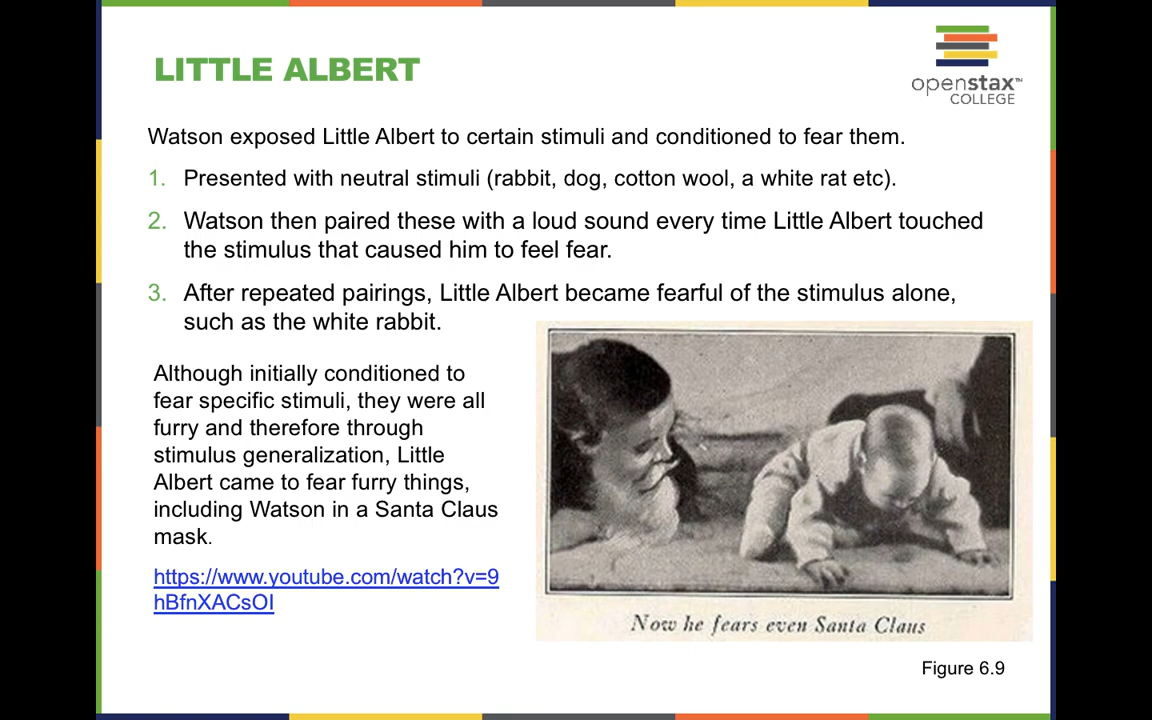 LITTLE ALBERT
openstax™
COLLEGE
Watson exposed Little Albert to certain stimuli and conditioned to fear them.
1. Presented with neutral stimuli (rabbit, dog, cotton wool, a white rat etc).
2. Watson then paired these with a loud sound every time Little Albert touched
the stimulus that caused him to feel fear.
3. After repeated pairings, Little Albert became fearful of the stimulus alone,
such as the white rabbit.
Although initially conditioned to
fear specific stimuli, they were all
furry and therefore through
stimulus generalization, Little
Albert came to fear furry things,
including Watson in a Santa Claus
mask.
https://www.youtube.com/watch?v=9
hBfnXACsOI
Now he fears even Santa Claus
Figure 6.9